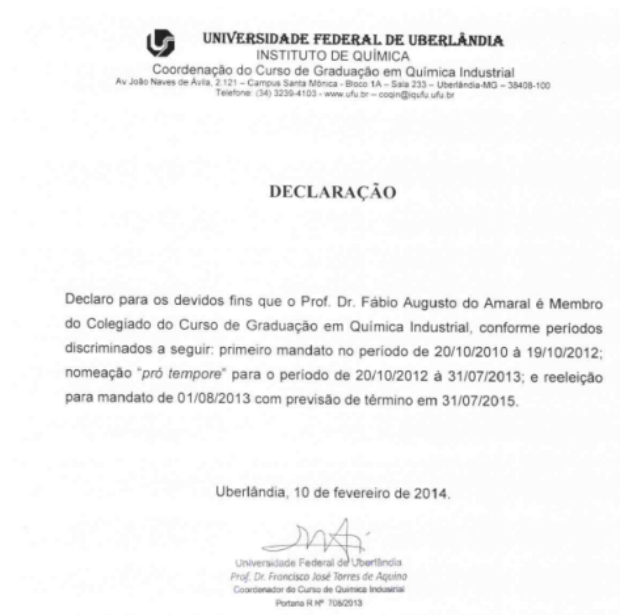 UNIVERSIDADE FEDERAL DE UBERLÂNDIA
INSTITUTO DE QUÍMICA
Coordenação do Curso de Graduação em Química Industrial
Av João Naves de Ávila, 2.121 – Campus Santa Mônica - Bloco 1A – Sala 233 – Uberlândia-MG – 38408-100
Telefone: (34) 3239-4103 - www.ufu.br – coqin@iqufu.ufu.br
DECLARAÇÃO
Declaro para os devidos fins que o Prof. Dr. Fábio Augusto do Amaral é Membro
do Colegiado do Curso de Graduação em Química Industrial, conforme períodos
discriminados a seguir: primeiro mandato no período de 20/10/2010 à 19/10/2012;
nomeação "pró tempore" para o período de 20/10/2012 á 31/07/2013; e reeleição
para mandato de 01/08/2013 com previsão de término em 31/07/2015.
Uberlândia, 10 de fevereiro de 2014.
Universidade Federal de Uberlândia
Prof. Dr. Francisco José Torres de Aquino
Coordenador do Curso de Química Industrial
Portaria R Nº 708/2013